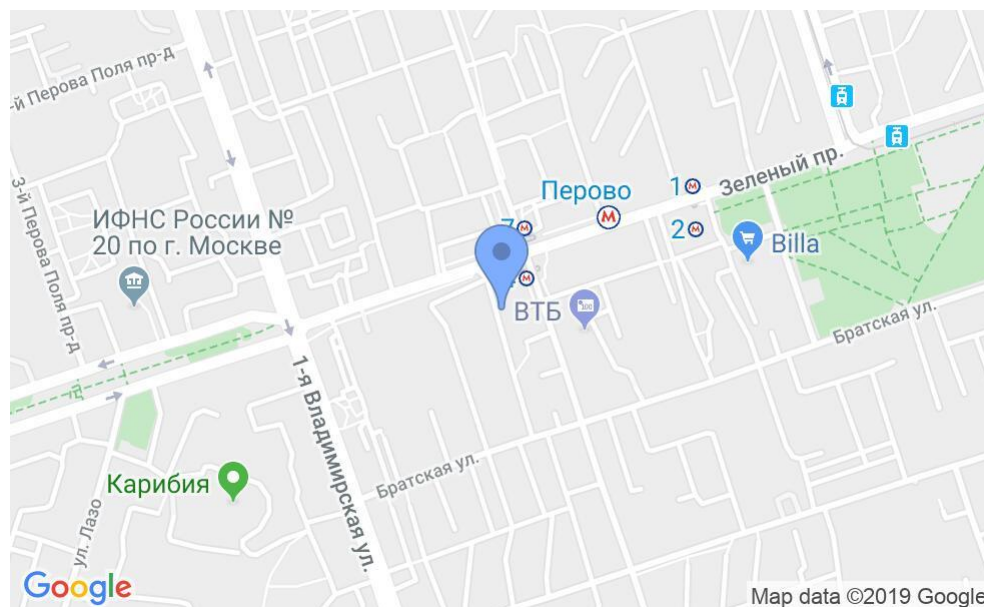 -й Перова Поля пр-д
3-й Перова Поля пр-д
ИФНС России №
20 по г. Москве
Перово
1
2
7
Зеленый пр.
Billa
ВТБ
Братская ул.
1-я Владимирская ул.
Братская ул.
Карибия
ул. Лазо
Google
Map data ©2019 Google